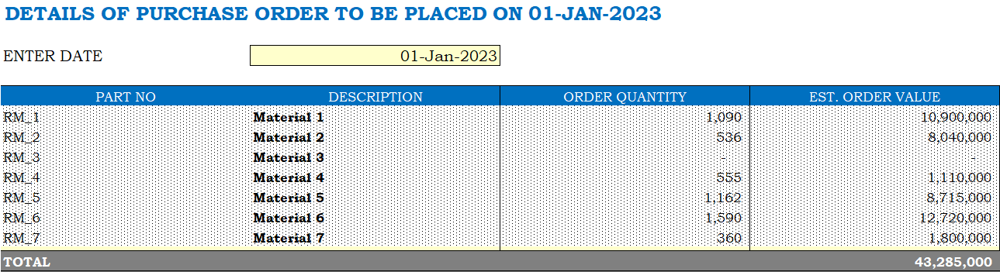 DETAILS OF PURCHASE ORDER TO BE PLACED ON 01-JAN-2023
ENTER DATE 01-Jan-2023
PART NO DESCRIPTION ORDER QUANTITY EST. ORDER VALUE
RM_1 Material 1 1,090 10,900,000
RM_2 Material 2 536 8,040,000
RM_3 Material 3 - -
RM_4 Material 4 555 1,110,000
RM_5 Material 5 1,162 8,715,000
RM_6 Material 6 1,590 12,720,000
RM_7 Material 7 360 1,800,000
TOTAL 43,285,000